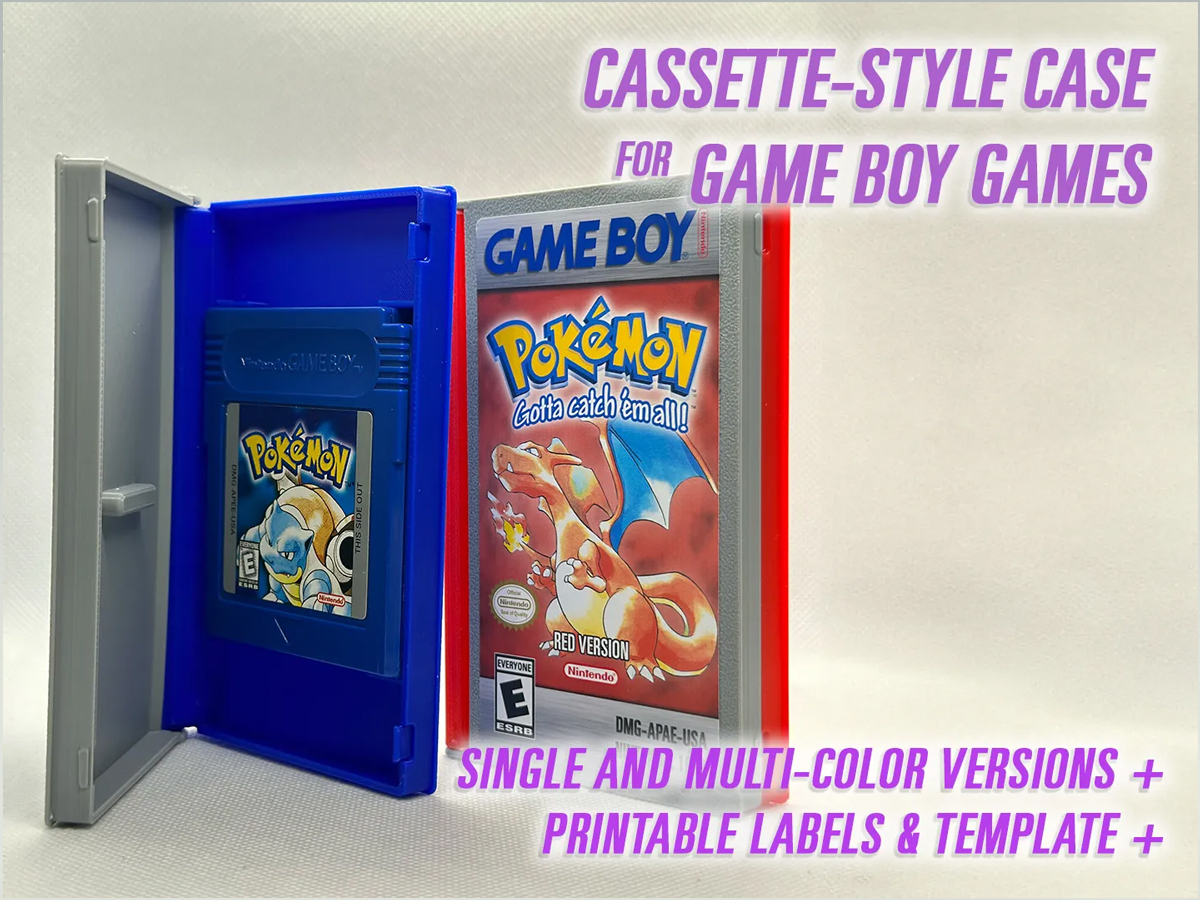 CASSETTE-STYLE CASE
FOR GAME BOY GAMES
Nintendo GAME BOY
POKéMON
DMG-APEE-USA
THIS SIDE OUT
EVERYONE
E
ESRB
Nintendo
GAME BOY
Nintendo
POKéMON
Gotta catch 'em all!
Official
Nintendo
Seal of Quality
RED VERSION
Nintendo
EVERYONE
E
ESRB
DMG-APAE-USA
SINGLE AND MULTI-COLOR VERSIONS +
PRINTABLE LABELS & TEMPLATE +